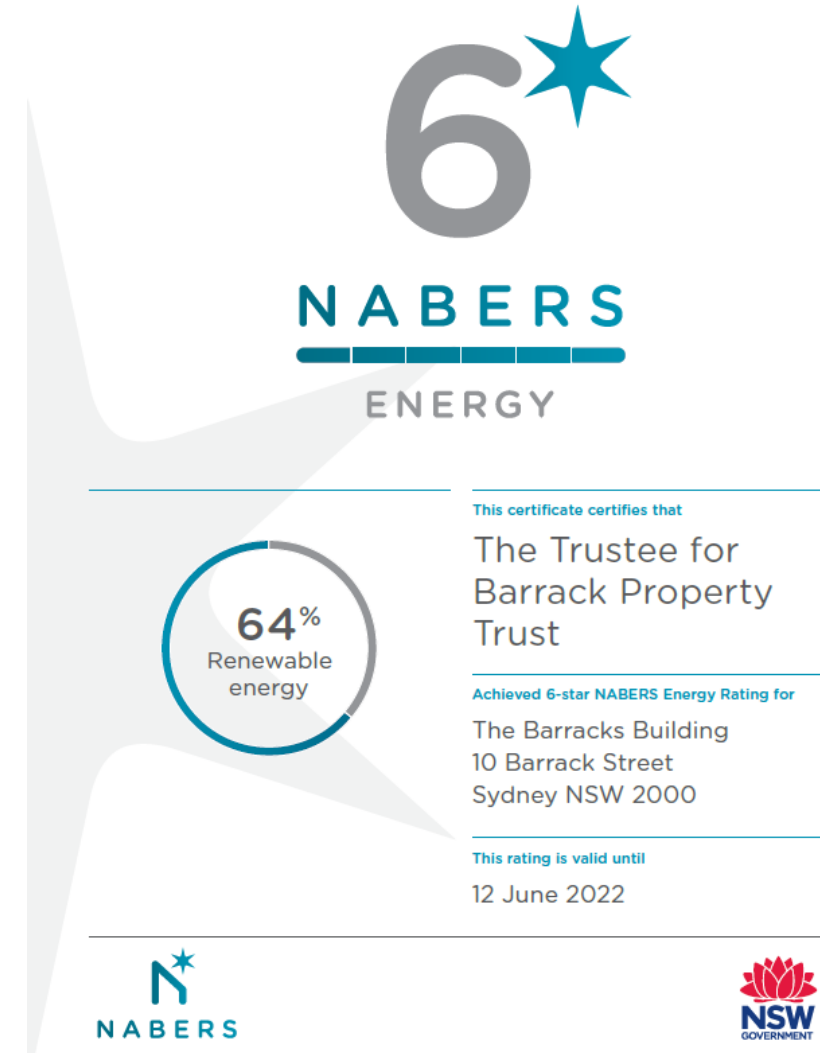 6
NABERS
ENERGY
64%
Renewable
energy
This certificate certifies that
The Trustee for
Barrack Property
Trust
Achieved 6-star NABERS Energy Rating for
The Barracks Building
10 Barrack Street
Sydney NSW 2000
This rating is valid until
12 June 2022
N
NABERS
NSW
GOVERNMENT